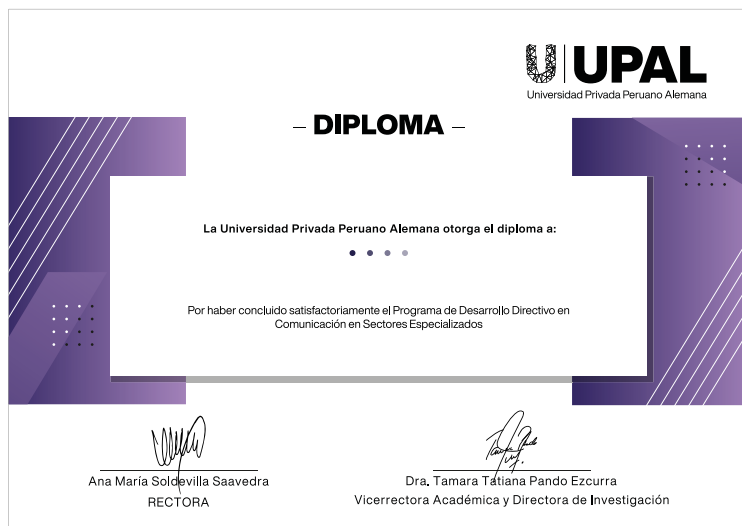 UPAL
Universidad Privada Peruano Alemana
– DIPLOMA –
La Universidad Privada Peruano Alemana otorga el diploma a:
Por haber concluido satisfactoriamente el Programa de Desarrollo Directivo en
Comunicación en Sectores Especializados
Ana María Soldevilla Saavedra
RECTORA
Dra. Tamara Tatiana Pando Ezcurra
Vicerrectora Académica y Directora de Investigación